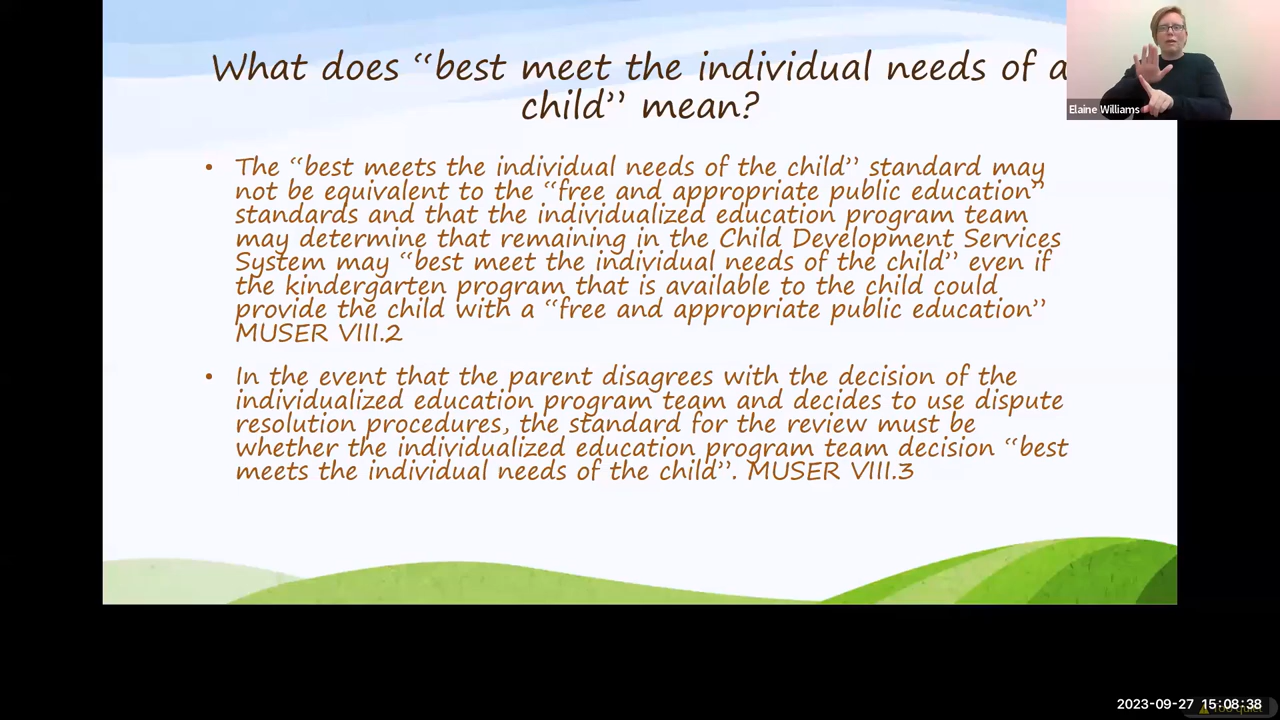 What does “best meet the individual needs of a
child” mean?
Elaine Williams
• The “best meets the individual needs of the child” standard may
not be equivalent to the “free and appropriate public education”
standards and that the individualized education program team
may determine that remaining in the Child Development Services
System may “best meet the individual needs of the child” even if
the kindergarten program that is available to the child could
provide the child with a “free and appropriate public education”
MUSER VIII.2
• In the event that the parent disagrees with the decision of the
individualized education program team and decides to use dispute
resolution procedures, the standard for the review must be
whether the individualized education program team decision “best
meets the individual needs of the child”. MUSER VIII.3
2023-09-27 15:08:38